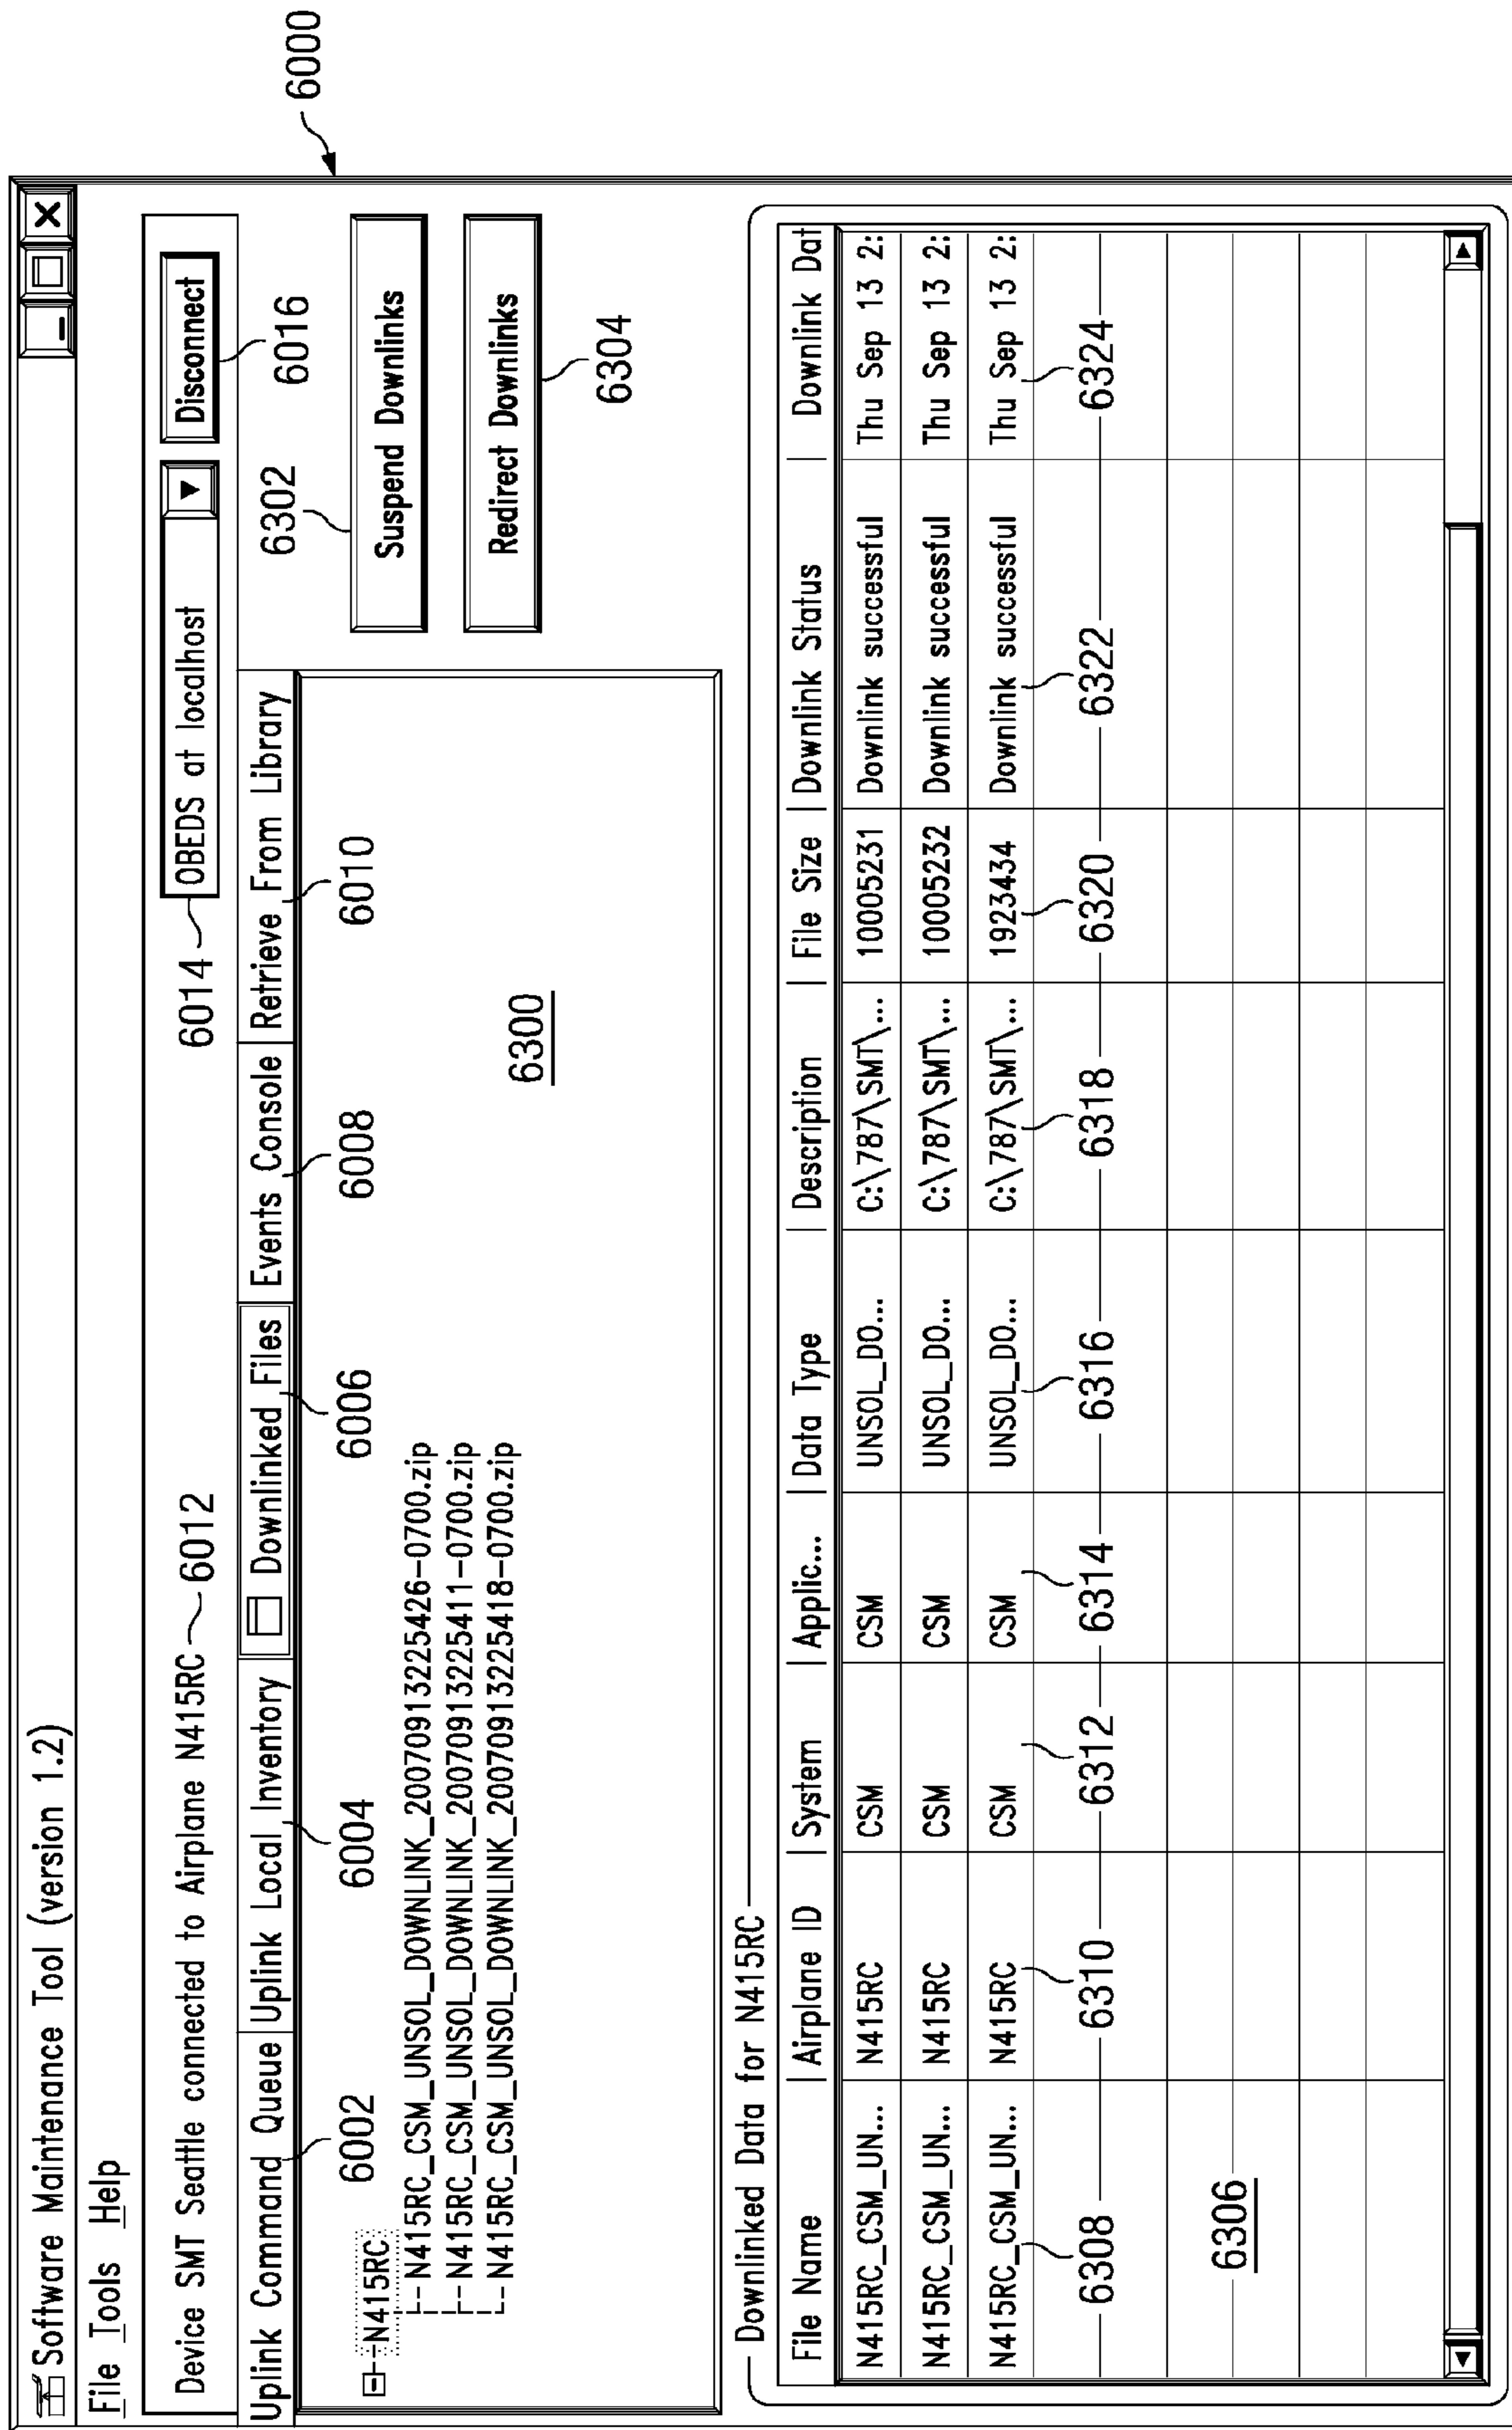 Software Maintenance Tool (version 1.2)
6000
File Tools Help
Device SMT Seattle connected to Airplane N415RC 6012
6014 OBEDS at localhost
Disconnect
6016
Uplink Command Queue
Uplink Local Inventory
Downlinked Files
Events Console
Retrieve From Library
6002
6004
6006
6008
6010
6302
Suspend Downlinks
Redirect Downlinks
6304
N415RC
N415RC_CSM_UNSOL_DOWNLINK_20070913225426-0700.zip
N415RC_CSM_UNSOL_DOWNLINK_20070913225411-0700.zip
N415RC_CSM_UNSOL_DOWNLINK_20070913225418-0700.zip
6300
Downlinked Data for N415RC
File Name Airplane ID System Applic... Data Type Description File Size Downlink Status Downlink Dat
N415RC_CSM_UN... N415RC CSM CSM UNSOL_DO... C:\787\SMT\... 10005231 Downlink successful Thu Sep 13 2:
N415RC_CSM_UN... N415RC CSM CSM UNSOL_DO... C:\787\SMT\... 10005232 Downlink successful Thu Sep 13 2:
N415RC_CSM_UN... N415RC CSM CSM UNSOL_DO... C:\787\SMT\... 1923434 Downlink successful Thu Sep 13 2:
6308 6310 6312 6314 6316 6318 6320 6322 6324
6306